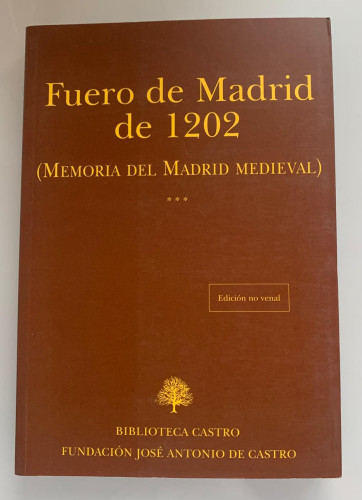 Fuero de Madrid
de 1202
(MEMORIA DEL MADRID MEDIEVAL)
***
Edición no venal
BIBLIOTECA CASTRO
FUNDACIÓN JOSÉ ANTONIO DE CASTRO